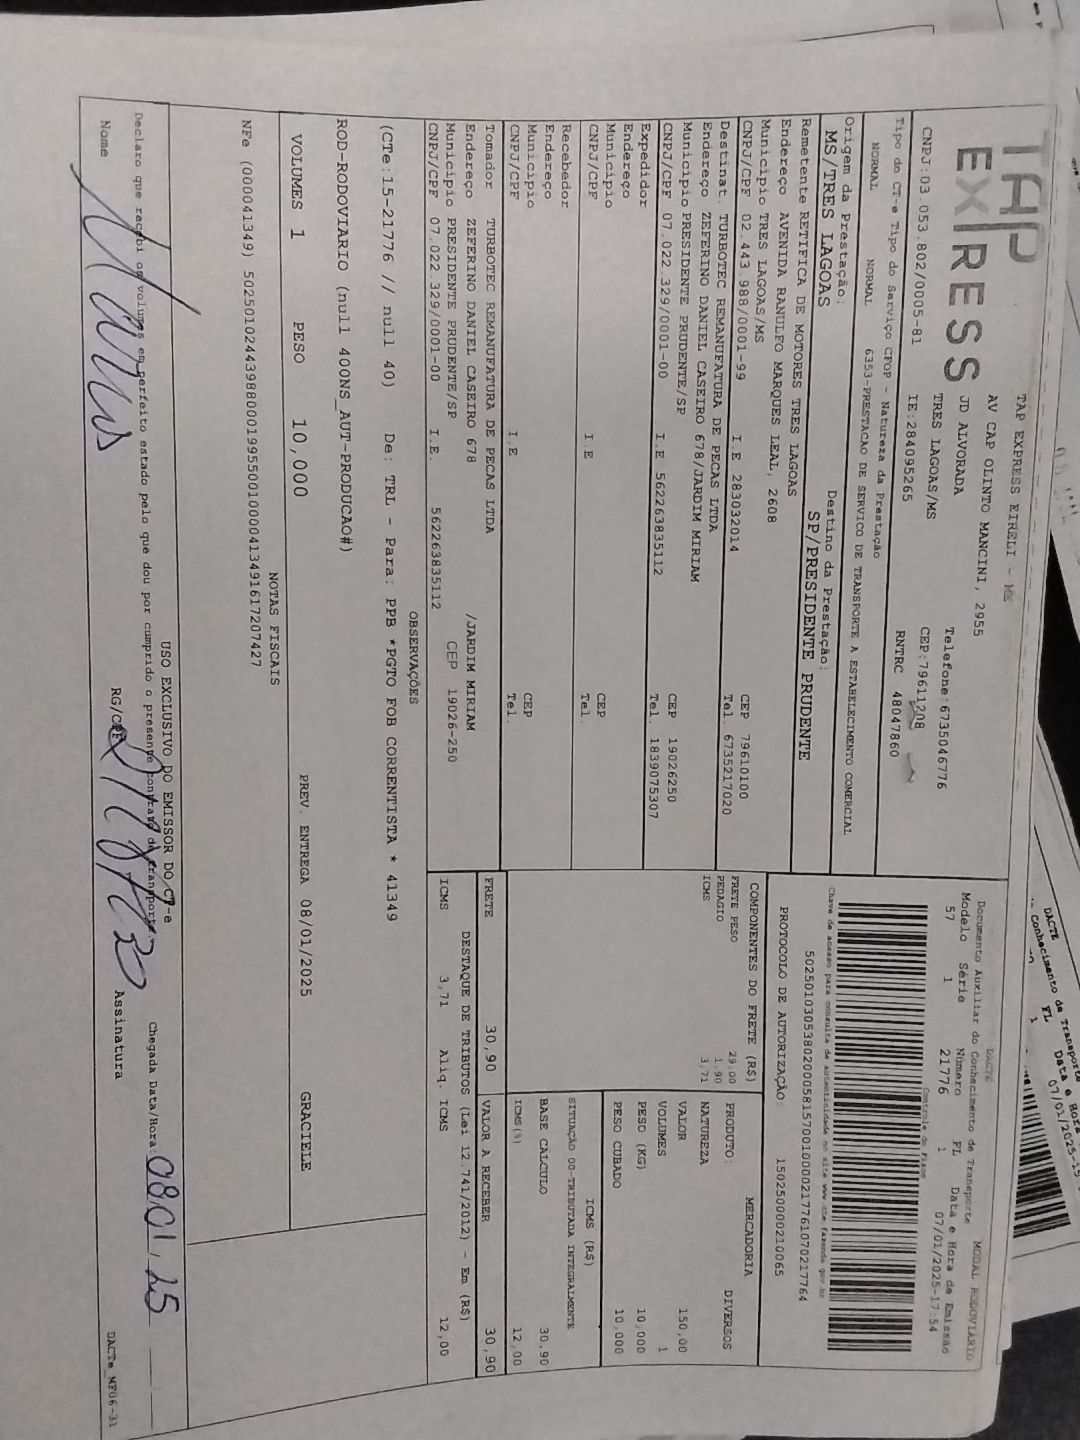 TAP EXPRESS
TAP EXPRESS EIRELI - ME
AV CAP OLINTO MANCINI, 2955
JD ALVORADA Telefone:6735046776
TRES LAGOAS/MS CEP:79611208
CNPJ:03.053.802/0005-81 IE:284095265 RNTRC 48047860
Tipo do CT-e Tipo do Serviço CFOP - Natureza da Prestação
NORMAL NORMAL 6353-PRESTACAO DE SERVICO DE TRANSPORTE A ESTABELECIMENTO COMERCIAL
Origem da Prestação: Destino da Prestação:
MS/TRES LAGOAS SP/PRESIDENTE PRUDENTE
Remetente RETIFICA DE MOTORES TRES LAGOAS
Endereço AVENIDA RANULFO MARQUES LEAL, 2608
Município TRES LAGOAS/MS CEP 79610100
CNPJ/CPF 02.443.988/0001-99 I.E 283032014 Tel. 6735217020
Destinat. TURBOTEC REMANUFATURA DE PECAS LTDA
Endereço ZEFERINO DANIEL CASEIRO 678/JARDIM MIRIAM
Município PRESIDENTE PRUDENTE/SP CEP 19026250
CNPJ/CPF 07.022.329/0001-00 I.E 562263835112 Tel. 1839075307
Expedidor
Endereço
Município CEP
CNPJ/CPF I.E Tel.
Recebedor
Endereço
Município CEP
CNPJ/CPF I.E Tel.
Tomador TURBOTEC REMANUFATURA DE PECAS LTDA
Endereço ZEFERINO DANIEL CASEIRO 678 /JARDIM MIRIAM
Município PRESIDENTE PRUDENTE/SP CEP 19026-250
CNPJ/CPF 07.022.329/0001-00 I.E. 562263835112
DACTE
Documento Auxiliar do Conhecimento de Transporte MODAL RODOVIÁRIO
Modelo Série Número FL Data e Hora de Emissão
57 1 21776 1 07/01/2025-17:54
Controle do Fisco
Chave de acesso para consulta de autenticidade no site www.cte.fazenda.gov.br
50250103053802000581570010000217761070217764
PROTOCOLO DE AUTORIZAÇÃO: 150250000210065
COMPONENTES DO FRETE (R$)
FRETE PESO 29,00
PEDAGIO 1,90
ICMS 3,71
PRODUTO: MERCADORIA
NATUREZA DIVERSOS
VALOR 150,00
VOLUMES 1
PESO (KG) 10,000
PESO CUBADO 10,000
ICMS (R$)
SITUAÇÃO 00-TRIBUTADA INTEGRALMENTE
BASE CALCULO 30,90
ICMS(%) 12,00
FRETE 30,90 VALOR A RECEBER 30,90
DESTAQUE DE TRIBUTOS (Lei 12.741/2012) - Em (R$)
ICMS 3,71 Aliq. ICMS 12,00
OBSERVAÇÕES
(CTe:15-21776 // null 40) De: TRL - Para: PPB *PGTO FOB CORRENTISTA * 41349
ROD-RODOVIARIO (null 400NS_AUT-PRODUCAO#)
VOLUMES 1 PESO 10,000 PREV. ENTREGA 08/01/2025 GRACIELE
NOTAS FISCAIS
NFe (000041349) 50250102443988000199550010000413491617207427
USO EXCLUSIVO DO EMISSOR DO CT-e
Declaro que recebi os volumes em perfeito estado pelo que dou por cumprido o presente contrato de transporte Chegada Data/Hora: 08 01 25
Nome RG/CPF Assinatura DACTe_MF06-31
DACTE
FL Data e Hora
1 07/01/2025-